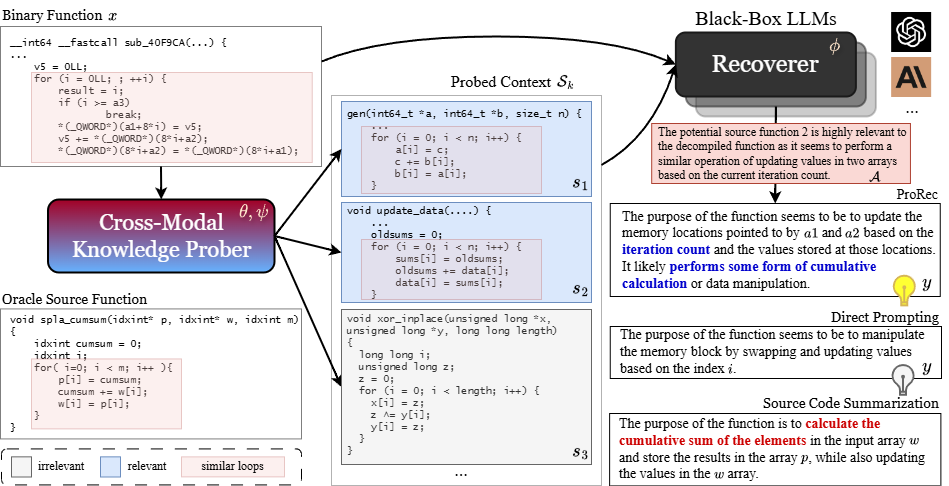 Binary Function x
__int64 __fastcall sub_40F9CA(...) {
...
v5 = 0LL;
for (i = 0LL; ; ++i) {
result = i;
if (i >= a3)
break;
*(_QWORD*)(a1+8*i) = v5;
v5 += *(_QWORD*)(8*i+a2);
*(_QWORD*)(8*i+a2) = *(_QWORD*)(8*i+a1);
Cross-Modal
Knowledge Prober
θ, ψ
Oracle Source Function
void spla_cumsum(idxint* p, idxint* w, idxint m)
{
idxint cumsum = 0;
idxint i;
for( i=0; i < m; i++ ){
p[i] = cumsum;
cumsum += w[i];
w[i] = p[i];
}
}
irrelevant
relevant
similar loops
Probed Context Sk
gen(int64_t *a, int64_t *b, size_t n) {
...
for (i = 0; i < n; i++) {
a[i] = c;
c += b[i];
b[i] = a[i];
}
s1
void update_data(....) {
...
oldsums = 0;
for (i = 0; i < n; i++) {
sums[i] = oldsums;
oldsums += data[i];
data[i] = sums[i];
}
s2
void xor_inplace(unsigned long *x,
unsigned long *y, long long length)
{
long long i;
unsigned long z;
z = 0;
for (i = 0; i < length; i++) {
x[i] = z;
z ^= y[i];
y[i] = z;
}
}
s3
...
Black-Box LLMs
Recoverer
ϕ
A\
...
The potential source function 2 is highly relevant to
the decompiled function as it seems to perform a
similar operation of updating values in two arrays
based on the current iteration count.
A
ProRec
The purpose of the function seems to be to update the
memory locations pointed to by a1 and a2 based on the
iteration count and the values stored at those locations.
It likely performs some form of cumulative
calculation or data manipulation.
y
Direct Prompting
The purpose of the function seems to be to manipulate
the memory block by swapping and updating values
based on the index i.
y
Source Code Summarization
The purpose of the function is to calculate the
cumulative sum of the elements in the input array w
and store the results in the array p, while also updating
the values in the w array.